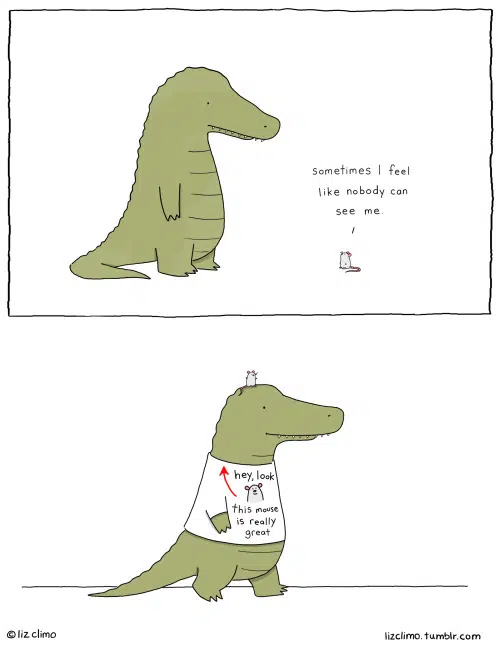 sometimes I feel
like nobody can
see me
hey, look
this mouse
is really
great
© liz climo
lizclimo.tumblr.com